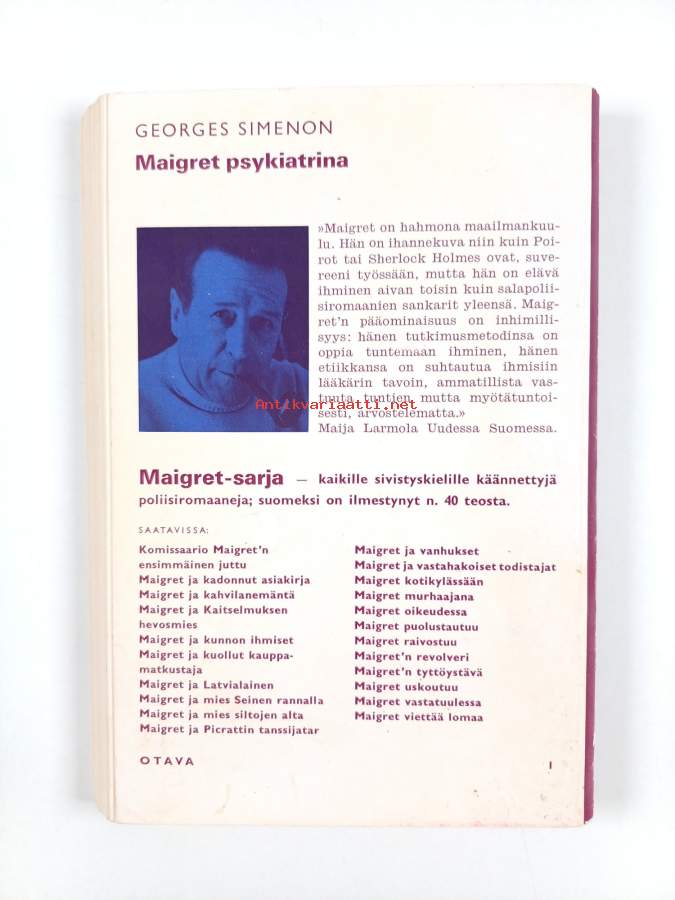 GEORGES SIMENON
Maigret psykiatrina
»Maigret on hahmona maailmankuu-
lu. Hän on ihannekuva niin kuin Poi-
rot tai Sherlock Holmes ovat, suve-
reeni työssään, mutta hän on elävä
ihminen aivan toisin kuin salapolii-
siromaanien sankarit yleensä. Maig-
ret'n pääominaisuus on inhimilli-
syys: hänen tutkimusmetodinsa on
oppia tuntemaan ihminen, hänen
etiikkansa on suhtautua ihmisiin
lääkärin tavoin, ammatillista vas-
tuuta tuntien mutta myötätuntoi-
sesti, arvostelematta.»
Maija Larmola Uudessa Suomessa.
Antikvariaatti.net
Maigret-sarja — kaikille sivistyskielille käännettyjä
poliisiromaaneja; suomeksi on ilmestynyt n. 40 teosta.
SAATAVISSA:
Komissaario Maigret'n
ensimmäinen juttu
Maigret ja kadonnut asiakirja
Maigret ja kahvilanemäntä
Maigret ja Kaitselmuksen
hevosmies
Maigret ja kunnon ihmiset
Maigret ja kuollut kauppa-
matkustaja
Maigret ja Latvialainen
Maigret ja mies Seinen rannalla
Maigret ja mies siltojen alta
Maigret ja Picrattin tanssijatar
Maigret ja vanhukset
Maigret ja vastahakoiset todistajat
Maigret kotikylässään
Maigret murhaajana
Maigret oikeudessa
Maigret puolustautuu
Maigret raivostuu
Maigret'n revolveri
Maigret'n tyttöystävä
Maigret uskoutuu
Maigret vastatuulessa
Maigret viettää lomaa
OTAVA
I